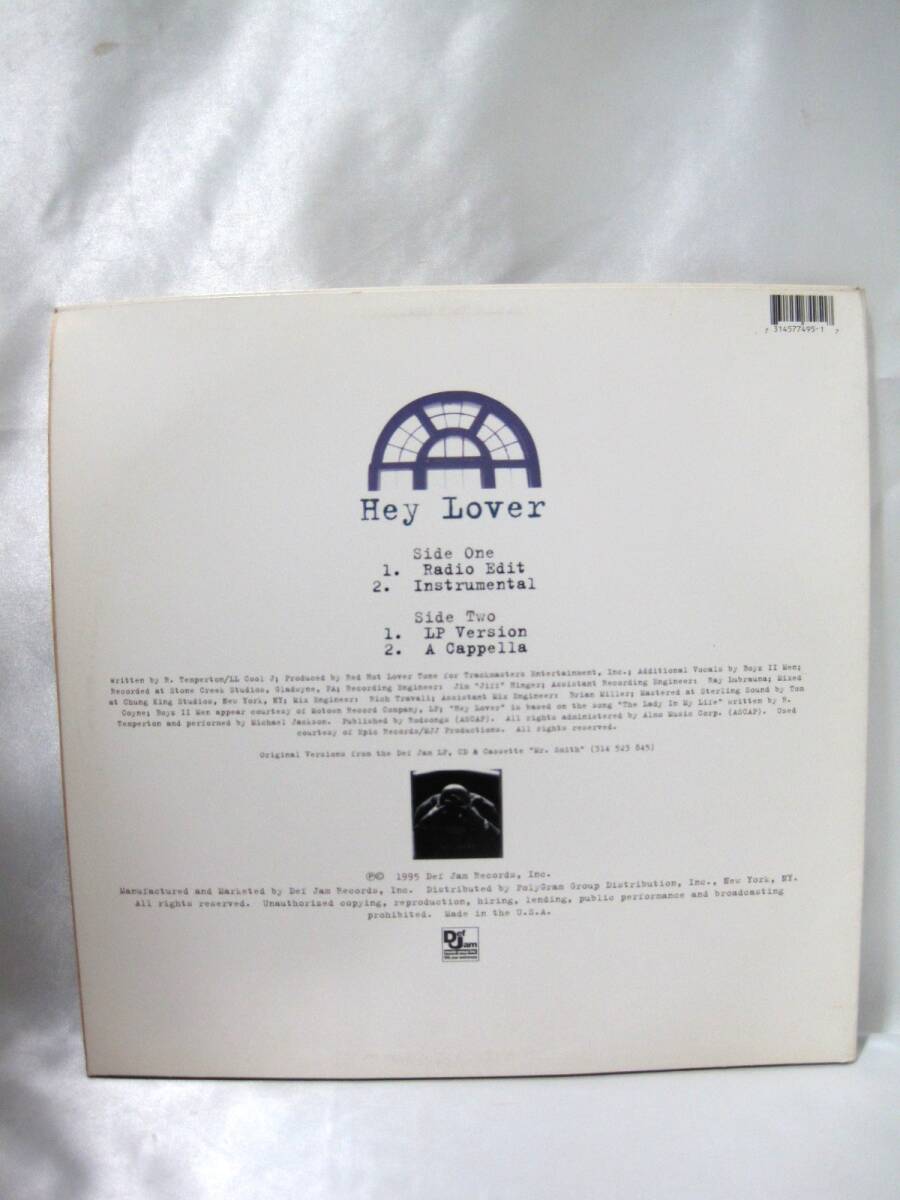 7 314577495-1 7
Hey Lover
Side One
1. Radio Edit
2. Instrumental
Side Two
1. LP Version
2. A Cappella
Written by R. Temperton/LL Cool J; Produced by Red Hot Lover Tone for Trackmasters Entertainment, Inc.; Additional Vocals by Boyz II Men;
Recorded at Stone Creek Studios, Gladwyne, PA; Recording Engineer: Jim "Jiff" Hinger; Assistant Recording Engineer: Ray Lubrauna; Mixed
at Chung King Studios, New York, NY; Mix Engineer: Rich Travali; Assistant Mix Engineer: Brian Miller; Mastered at Sterling Sound by Tom
Coyne; Boyz II Men appear courtesy of Motown Record Company, LP; "Hey Lover" is based on the song "The Lady In My Life" written by R.
Temperton and performed by Michael Jackson. Published by Rodsongs (ASCAP). All rights administered by Almo Music Corp. (ASCAP). Used
courtesy of Epic Records/MJJ Productions. All rights reserved.
Original Versions from the Def Jam LP, CD & Cassette "Mr. Smith" (314 523 845)
℗© 1995 Def Jam Records, Inc.
Manufactured and Marketed by Def Jam Records, Inc. Distributed by PolyGram Group Distribution, Inc., New York, NY.
All rights reserved. Unauthorized copying, reproduction, hiring, lending, public performance and broadcasting
prohibited. Made in the U.S.A.
Def Jam